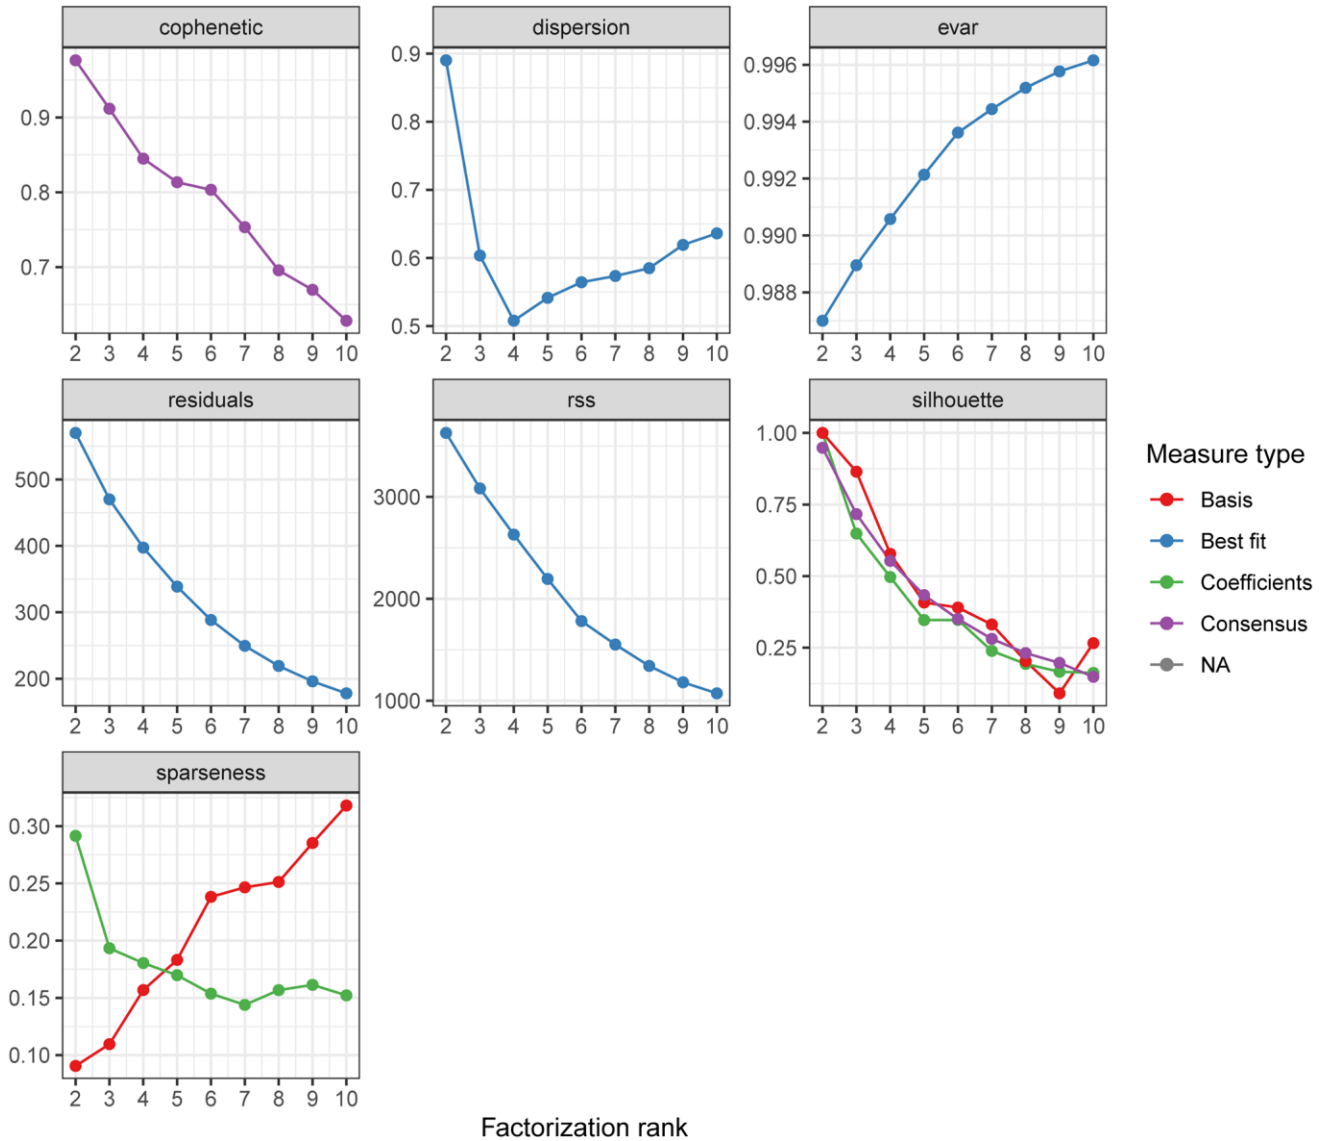 cophenetic
dispersion
evar
0.9
0.8
0.7
2 3 4 5 6 7 8 9 10
0.9
0.8
0.7
0.6
0.5
2 3 4 5 6 7 8 9 10
0.996
0.994
0.992
0.990
0.988
2 3 4 5 6 7 8 9 10
residuals
rss
silhouette
500
400
300
200
2 3 4 5 6 7 8 9 10
3000
2000
1000
2 3 4 5 6 7 8 9 10
1.00
0.75
0.50
0.25
2 3 4 5 6 7 8 9 10
Measure type
Basis
Best fit
Coefficients
Consensus
NA
sparseness
0.30
0.25
0.20
0.15
0.10
2 3 4 5 6 7 8 9 10
Factorization rank